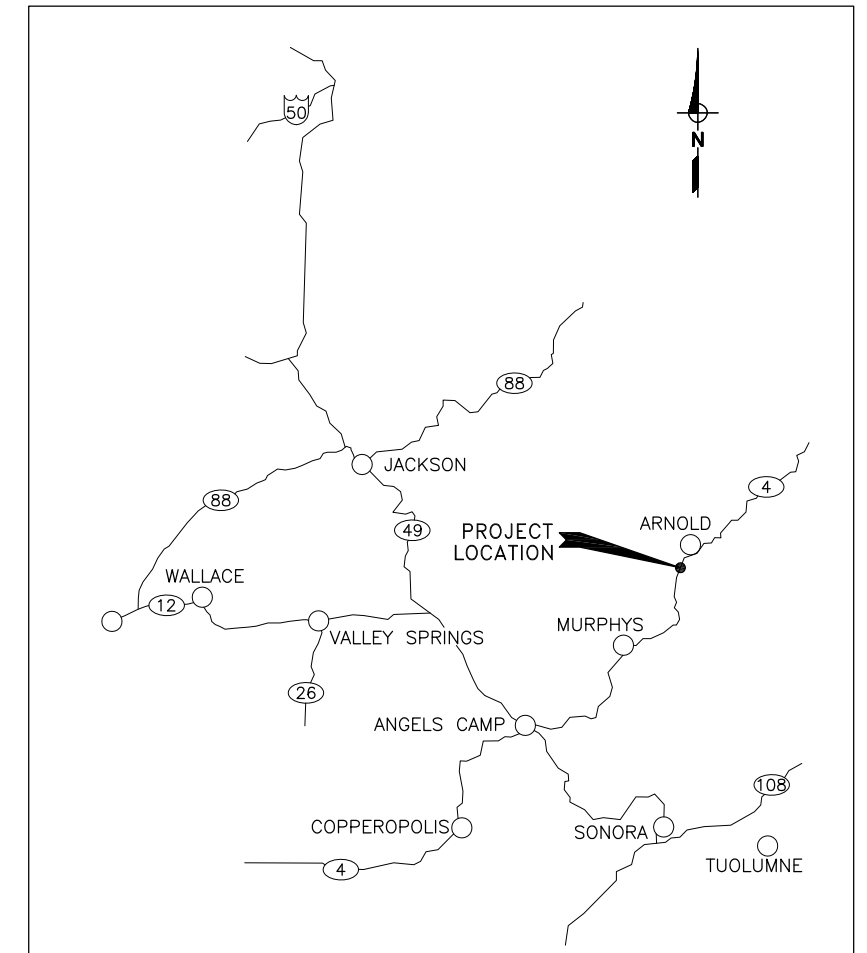 50
N
88
JACKSON
4
88
49
ARNOLD
PROJECT
LOCATION
WALLACE
12
MURPHYS
VALLEY SPRINGS
26
ANGELS CAMP
108
COPPEROPOLIS
SONORA
4
TUOLUMNE